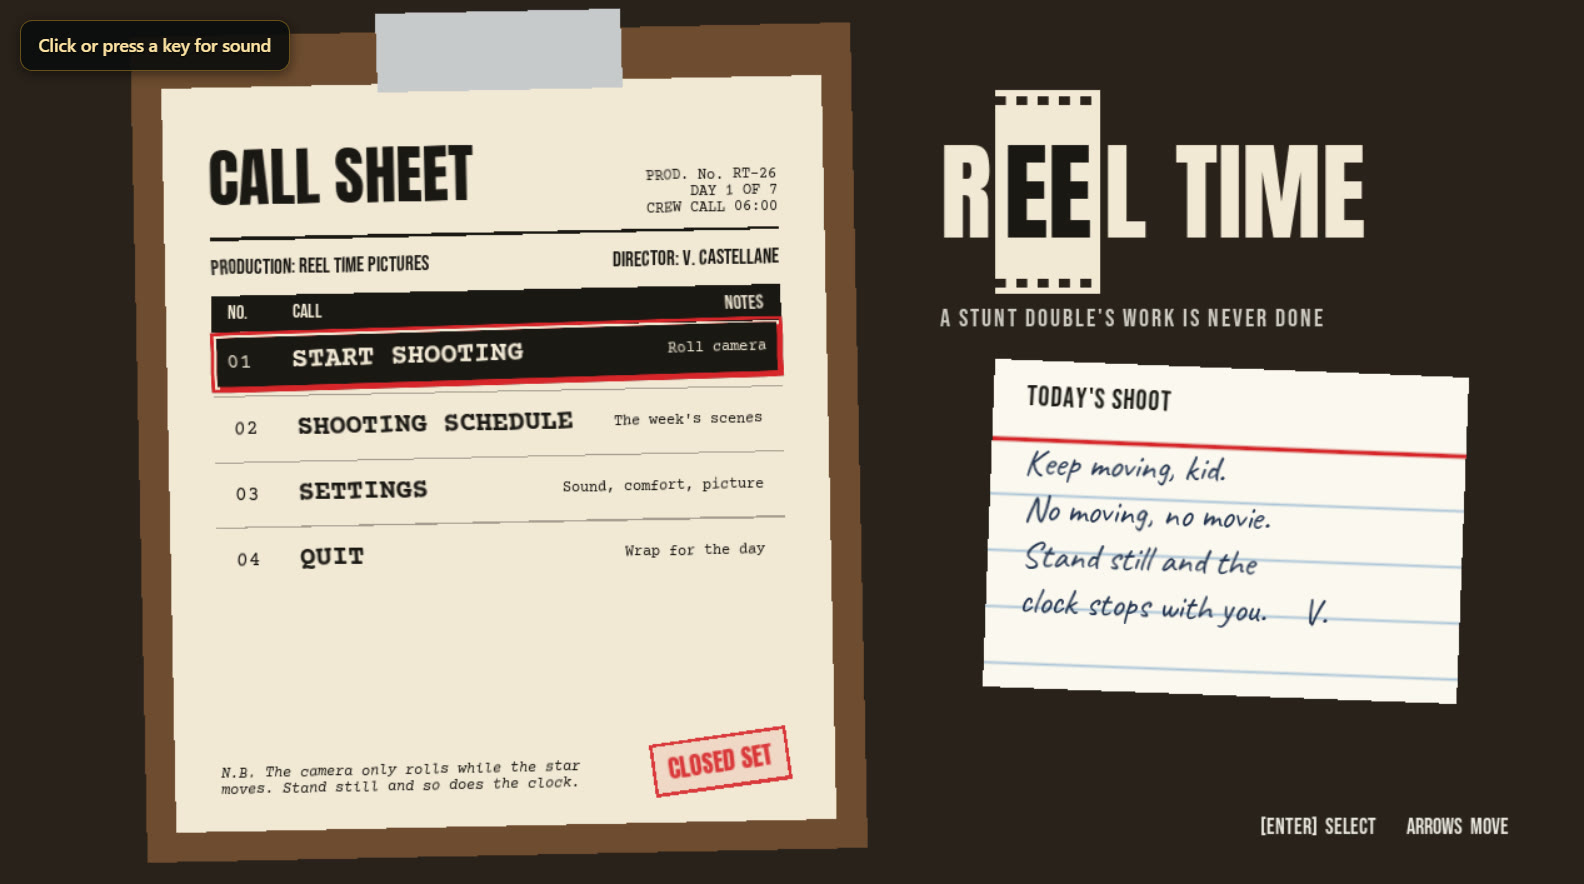 Click or press a key for sound
CALL SHEET
PROD. No. RT-26
DAY 1 OF 7
CREW CALL 06:00
PRODUCTION: REEL TIME PICTURES
DIRECTOR: V. CASTELLANE
NO. CALL NOTES
01 START SHOOTING Roll camera
02 SHOOTING SCHEDULE The week's scenes
03 SETTINGS Sound, comfort, picture
04 QUIT Wrap for the day
N.B. The camera only rolls while the star
moves. Stand still and so does the clock.
CLOSED SET
REEL TIME
A STUNT DOUBLE'S WORK IS NEVER DONE
TODAY'S SHOOT
Keep moving, kid.
No moving, no movie.
Stand still and the
clock stops with you. V.
[ENTER] SELECT ARROWS MOVE